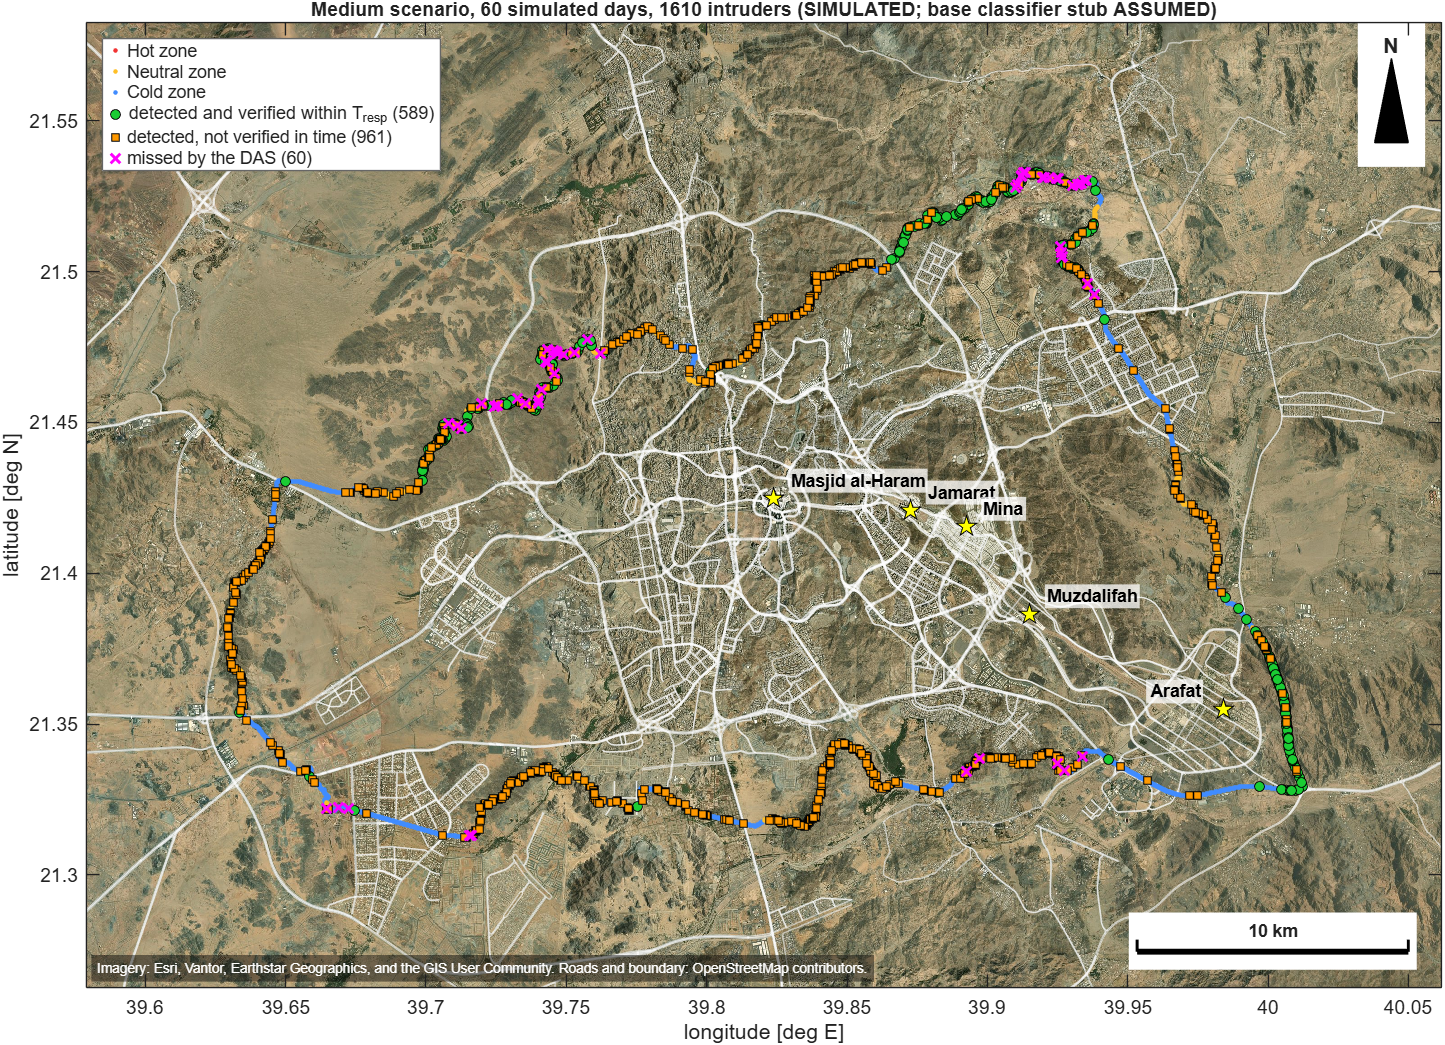 Medium scenario, 60 simulated days, 1610 intruders (SIMULATED; base classifier stub ASSUMED)
Hot zone
Neutral zone
Cold zone
detected and verified within Tresp (589)
detected, not verified in time (961)
missed by the DAS (60)
N
21.55
21.5
21.45
21.4
21.35
21.3
latitude [deg N]
Masjid al-Haram
Jamarat
Mina
Muzdalifah
Arafat
10 km
Imagery: Esri, Vantor, Earthstar Geographics, and the GIS User Community. Roads and boundary: OpenStreetMap contributors.
39.6 39.65 39.7 39.75 39.8 39.85 39.9 39.95 40 40.05
longitude [deg E]